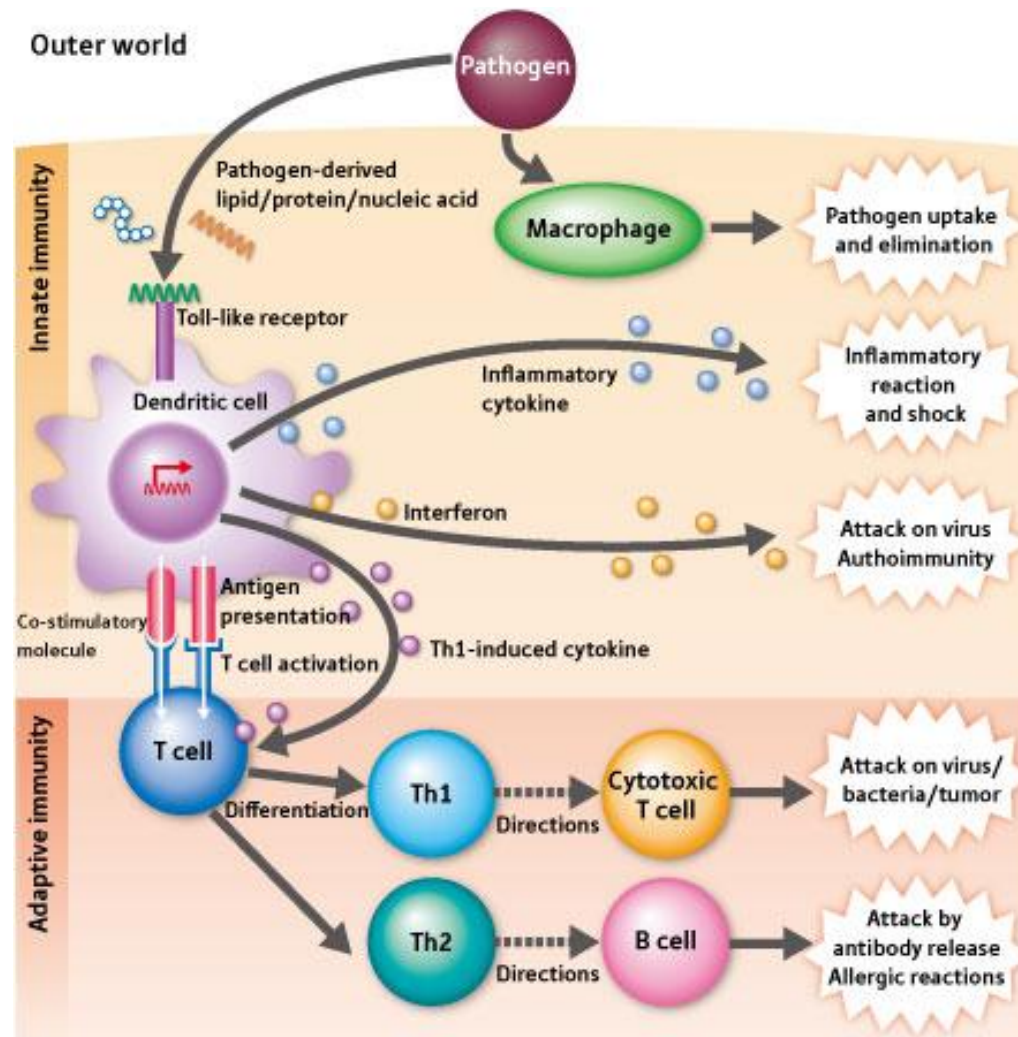 Outer world
Pathogen
Innate immunity
Pathogen-derived
lipid/protein/nucleic acid
Macrophage
Pathogen uptake
and elimination
Toll-like receptor
Dendritic cell
Inflammatory
cytokine
Inflammatory
reaction
and shock
Interferon
Attack on virus
Authoimmunity
Antigen
presentation
Co-stimulatory
molecule
T cell activation
Th1-induced cytokine
Adaptive immunity
T cell
Differentiation
Th1
Directions
Cytotoxic
T cell
Attack on virus/
bacteria/tumor
Th2
Directions
B cell
Attack by
antibody release
Allergic reactions